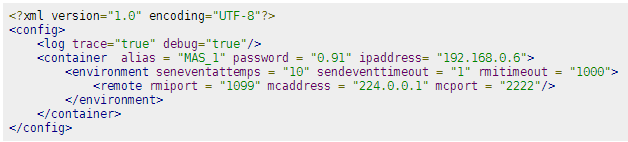 <?xml version="1.0" encoding="UTF-8"?>
<config>
    <log trace="true" debug="true"/>
    <container  alias = "MAS_1" password = "0.91" ipaddress= "192.168.0.6">
        <environment seneventattemps = "10" sendeventtimeout = "1" rmitimeout = "1000">
            <remote rmiport = "1099" mcaddress = "224.0.0.1" mcport = "2222"/>
        </environment>
    </container>
</config>